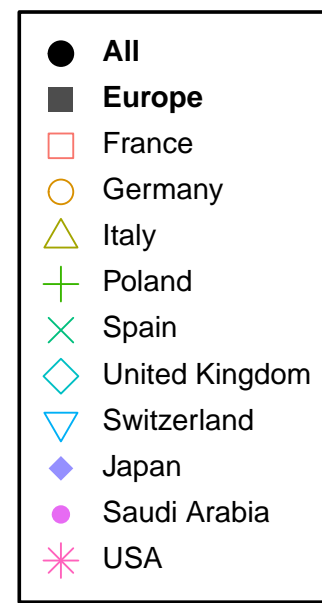 All
Europe
France
Germany
Italy
Poland
Spain
United Kingdom
Switzerland
Japan
Saudi Arabia
USA